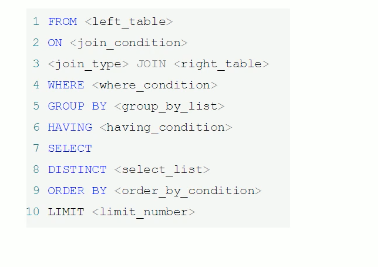 1 FROM <left_table>
2 ON <join_condition>
3 <join_type> JOIN <right_table>
4 WHERE <where_condition>
5 GROUP BY <group_by_list>
6 HAVING <having_condition>
7 SELECT
8 DISTINCT <select_list>
9 ORDER BY <order_by_condition>
10 LIMIT <limit_number>